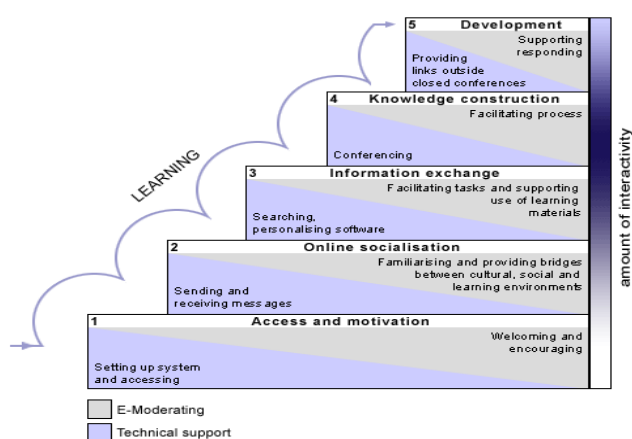 5 Development
Supporting
responding
Providing
links outside
closed conferences
4 Knowledge construction
Facilitating process
Conferencing
3 Information exchange
Facilitating tasks and supporting
use of learning
materials
Searching,
personalising software
2 Online socialisation
Familiarising and providing bridges
between cultural, social and
learning environments
Sending and
receiving messages
1 Access and motivation
Welcoming and
encouraging
Setting up system
and accessing
LEARNING
amount of interactivity
E-Moderating
Technical support